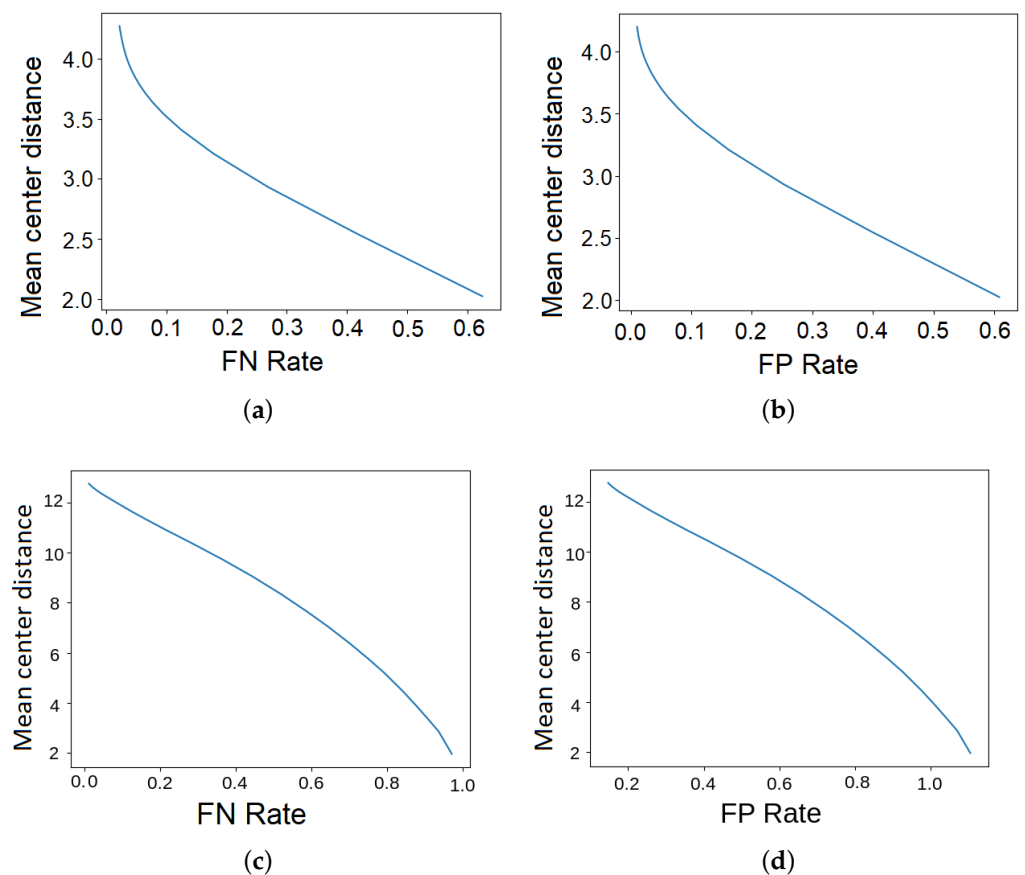 Mean center distance
4.0
3.5
3.0
2.5
2.0
0.0 0.1 0.2 0.3 0.4 0.5 0.6
FN Rate
(a)
Mean center distance
4.0
3.5
3.0
2.5
2.0
0.0 0.1 0.2 0.3 0.4 0.5 0.6
FP Rate
(b)
Mean center distance
12
10
8
6
4
2
0.0 0.2 0.4 0.6 0.8 1.0
FN Rate
(c)
Mean center distance
12
10
8
6
4
2
0.2 0.4 0.6 0.8 1.0
FP Rate
(d)